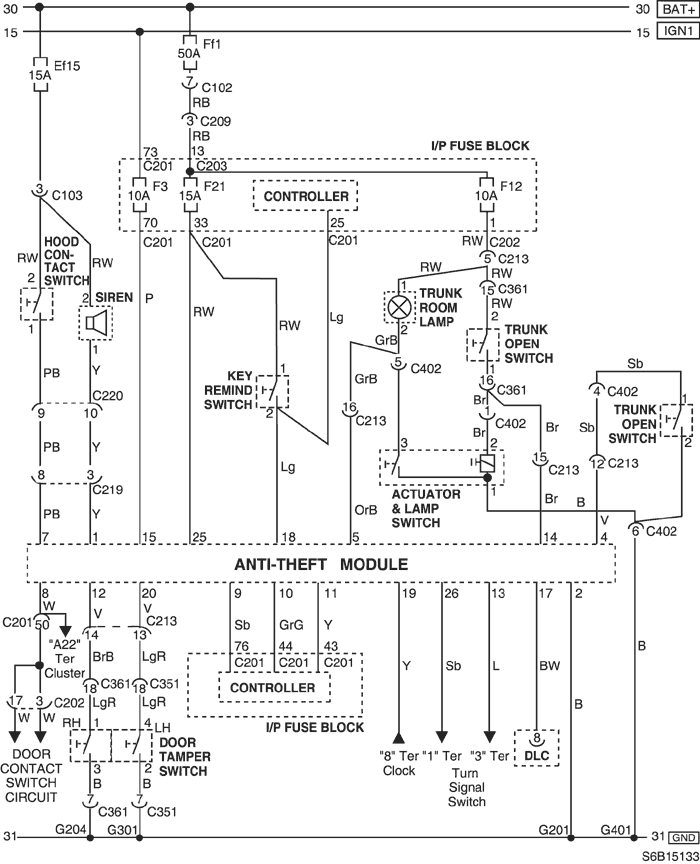 30 30 BAT+
15 15 IGN1
Ff1
50A
Ef15
15A
7 C102
RB
3 C209
RB
I/P FUSE BLOCK
73 13
C201 C203
F3 F21 F12
10A 15A 10A
CONTROLLER
3 C103
70 33 25 1
C201 C201 C201 RW C202
5 C213
HOOD
CON-
TACT
SWITCH
RW RW
2
1
2 SIREN
1
P
RW
RW
Lg
RW RW
15 C361
RW
1
TRUNK
ROOM
LAMP
2
GrB
2
TRUNK
OPEN
SWITCH
1
5 C402
GrB
16 C213
16 C361
Br
1 C402
Br
Br
PB Y
C220
9 10
PB Y
8 3
C219
PB Y
KEY
REMIND
SWITCH
1
2
Lg
Sb
4 C402
1
TRUNK
OPEN
SWITCH
2
Sb
12 C213
15 C213
3 2
1
ACTUATOR
& LAMP
SWITCH
OrB
Br B
V
6 C402
7 1 15 25 18 5 14 4
ANTI-THEFT MODULE
8 12 20 9 10 11 19 26 13 17 2
W V V
C201 50
C213
14 13
"A22"
Ter
Cluster
Sb GrG Y
76 44 43
C201 C201 C201
CONTROLLER
I/P FUSE BLOCK
BrB LgR
18 C361 18 C351
LgR LgR
17 3 C202
W W
DOOR
CONTACT
SWITCH
CIRCUIT
RH 1 4 LH
DOOR
TAMPER
SWITCH
3 2
B B
7 C361 7 C351
Y Sb L BW B B
"8" Ter
Clock
"1" Ter "3" Ter
Turn
Signal
Switch
8
DLC
31 G204 G301 G201 G401 31 GND
S6B15133